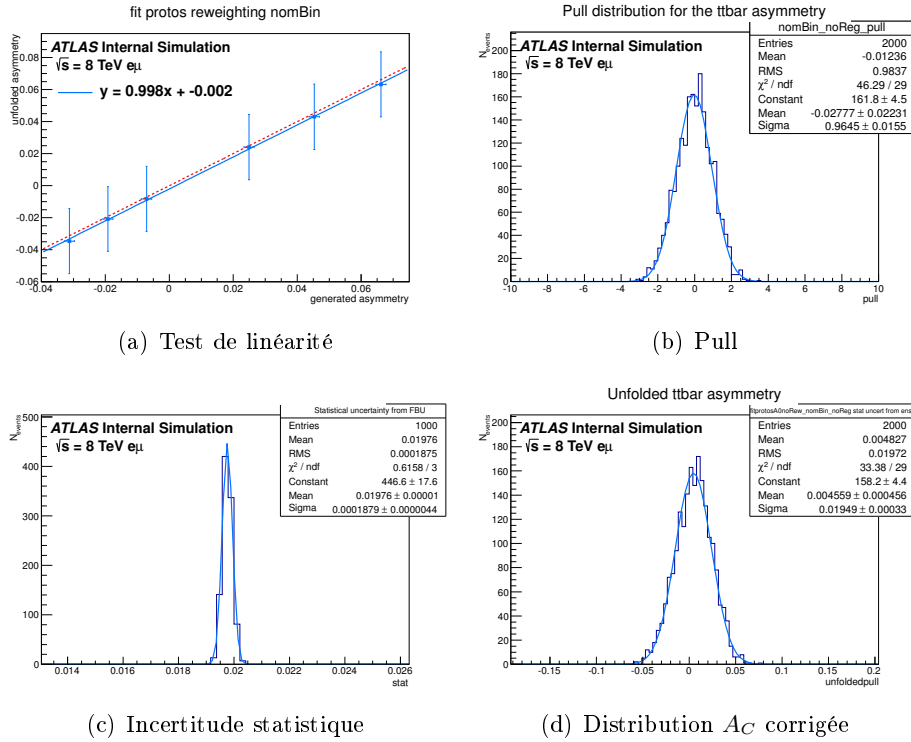 fit protos reweighting nomBin
unfolded asymmetry
ATLAS Internal Simulation
√s = 8 TeV eμ
y = 0.998x + -0.002
0.08
0.06
0.04
0.02
0
-0.02
-0.04
-0.06
-0.04 -0.02 0 0.02 0.04 0.06
generated asymmetry
(a) Test de linéarité
Pull distribution for the ttbar asymmetry
N_events
ATLAS Internal Simulation
√s = 8 TeV eμ
nomBin_noReg_pull
Entries 2000
Mean -0.01236
RMS 0.9837
χ² / ndf 46.29 / 29
Constant 161.8 ± 4.5
Mean -0.02777 ± 0.02231
Sigma 0.9645 ± 0.0155
200
180
160
140
120
100
80
60
40
20
0
-10 -8 -6 -4 -2 0 2 4 6 8 10
pull
(b) Pull
N_events
ATLAS Internal Simulation
√s = 8 TeV eμ
Statistical uncertainty from FBU
Entries 1000
Mean 0.01976
RMS 0.0001875
χ² / ndf 0.6158 / 3
Constant 446.6 ± 17.6
Mean 0.01976 ± 0.00001
Sigma 0.0001879 ± 0.0000044
500
400
300
200
100
0
0.014 0.016 0.018 0.02 0.022 0.024 0.026
stat
(c) Incertitude statistique
Unfolded ttbar asymmetry
N_events
ATLAS Internal Simulation
√s = 8 TeV eμ
fitprotosA0noRew_nomBin_noReg stat uncert from ens
Entries 2000
Mean 0.004827
RMS 0.01972
χ² / ndf 33.38 / 29
Constant 158.2 ± 4.4
Mean 0.004559 ± 0.000456
Sigma 0.01949 ± 0.00033
200
180
160
140
120
100
80
60
40
20
0
-0.15 -0.1 -0.05 0 0.05 0.1 0.15 0.2
unfoldedpull
(d) Distribution A_C corrigée